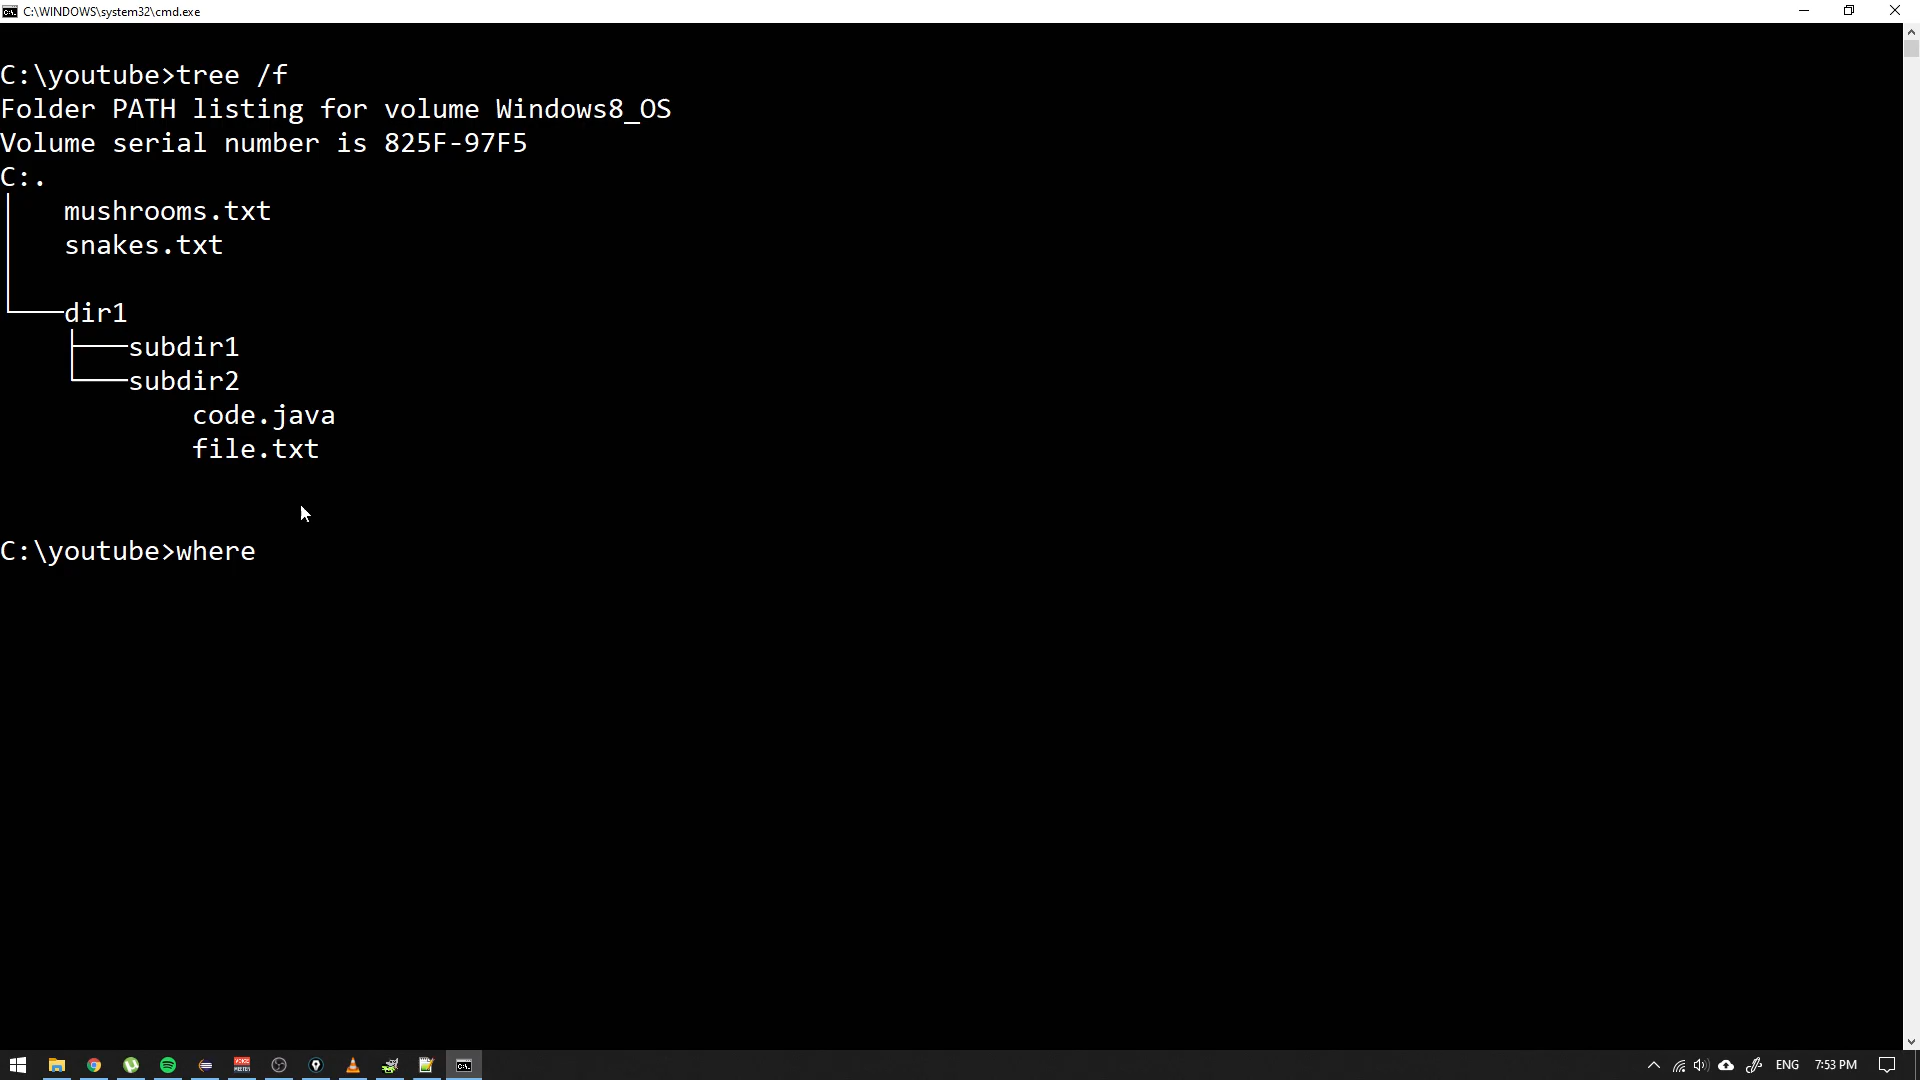 C:\WINDOWS\system32\cmd.exe
C:\youtube>tree /f
Folder PATH listing for volume Windows8_OS
Volume serial number is 825F-97F5
C:.
│   mushrooms.txt
│   snakes.txt
│
└───dir1
    ├───subdir1
    └───subdir2
            code.java
            file.txt
C:\youtube>where
ENG 7:53 PM